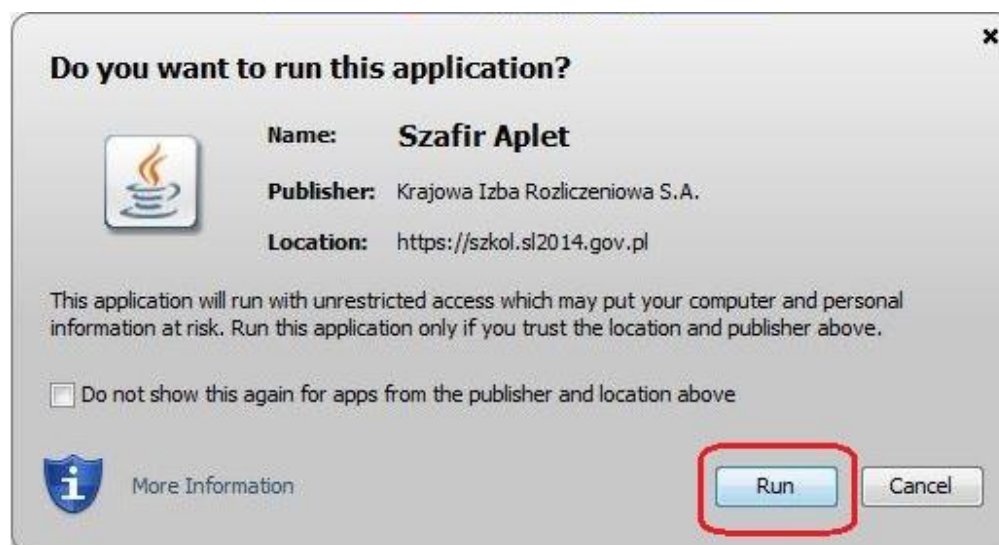 Do you want to run this application?
Name: Szafir Aplet
Publisher: Krajowa Izba Rozliczeniowa S.A.
Location: https://szkol.sl2014.gov.pl
This application will run with unrestricted access which may put your computer and personal
information at risk. Run this application only if you trust the location and publisher above.
Do not show this again for apps from the publisher and location above
More Information
Run Cancel